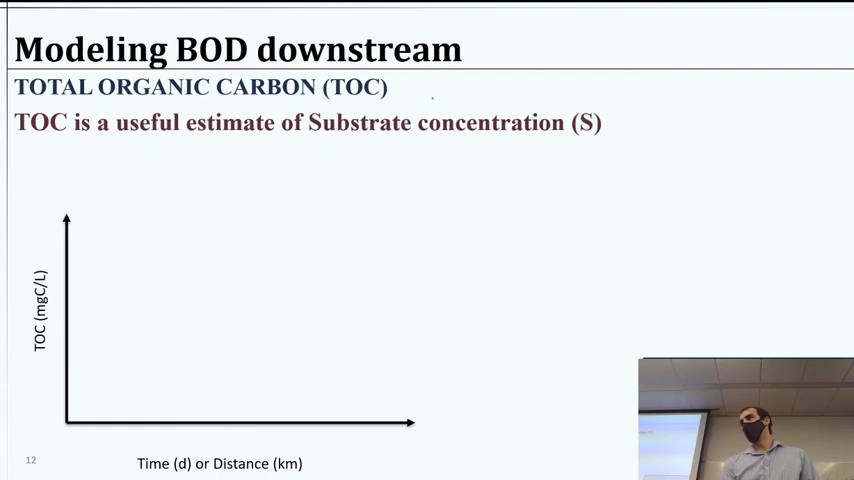 Modeling BOD downstream
TOTAL ORGANIC CARBON (TOC)
TOC is a useful estimate of Substrate concentration (S)
TOC (mgC/L)
Time (d) or Distance (km)
12